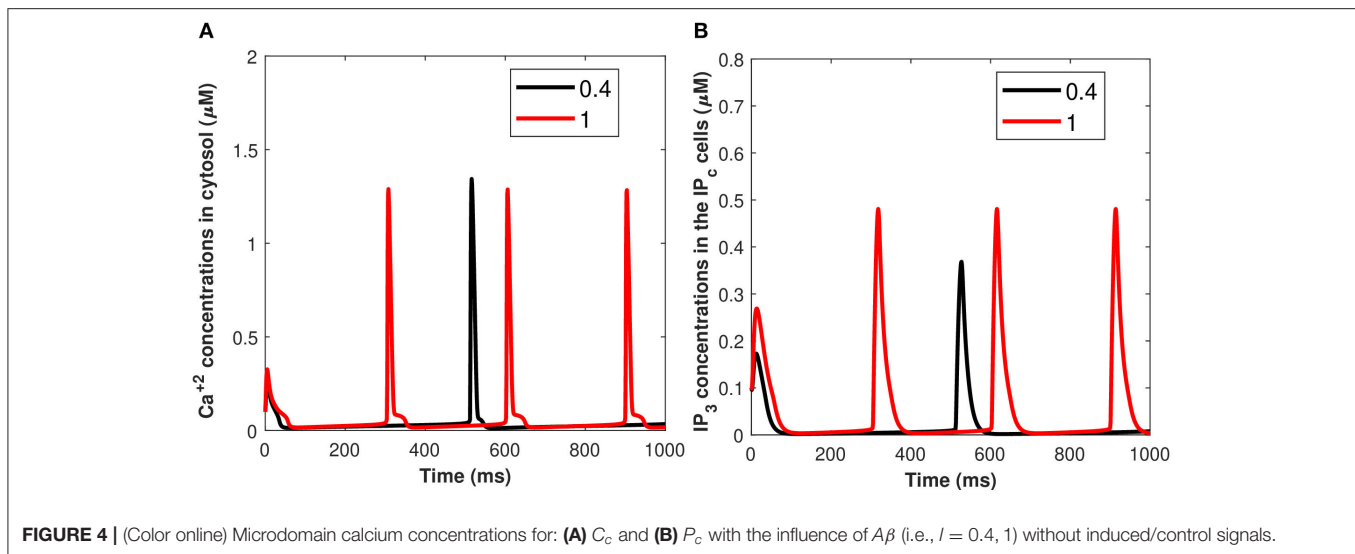 A
Ca+2 concentrations in cytosol (μM)
2
1.5
1
0.5
0
0 200 400 600 800 1000
Time (ms)
0.4
1
B
IP3 concentrations in the IPc cells (μM)
0.8
0.7
0.6
0.5
0.4
0.3
0.2
0.1
0
0 200 400 600 800 1000
Time (ms)
0.4
1
FIGURE 4 | (Color online) Microdomain calcium concentrations for: (A) Cc and (B) Pc with the influence of Aβ (i.e., l = 0.4, 1) without induced/control signals.